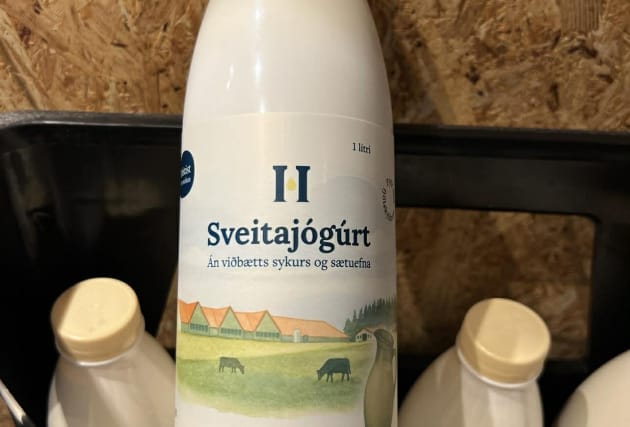 1 lítri
H
Sveitajógúrt
Án viðbætts sykurs og sætuefna